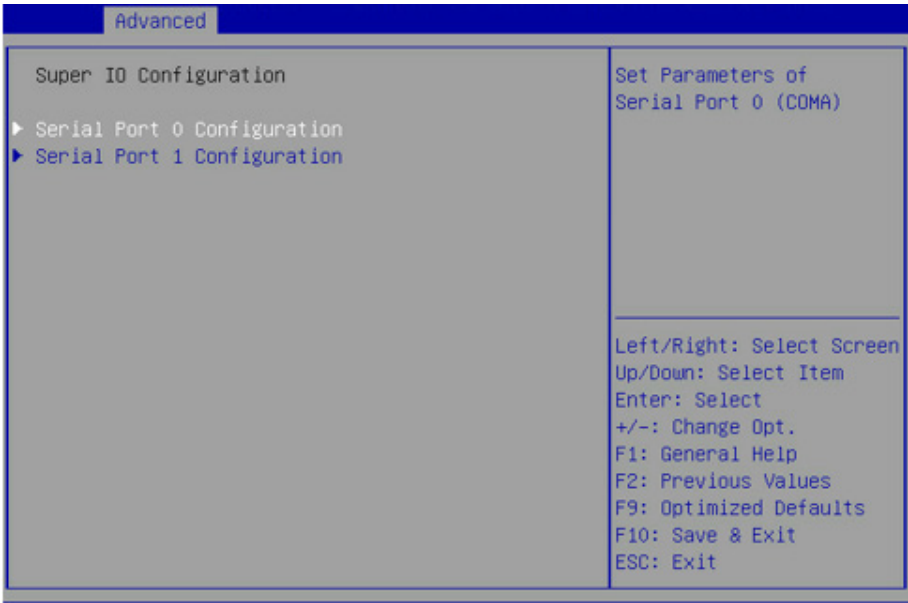 Advanced
Super IO Configuration
Serial Port 0 Configuration
Serial Port 1 Configuration
Set Parameters of
Serial Port 0 (COMA)
Left/Right: Select Screen
Up/Down: Select Item
Enter: Select
+/-: Change Opt.
F1: General Help
F2: Previous Values
F9: Optimized Defaults
F10: Save & Exit
ESC: Exit